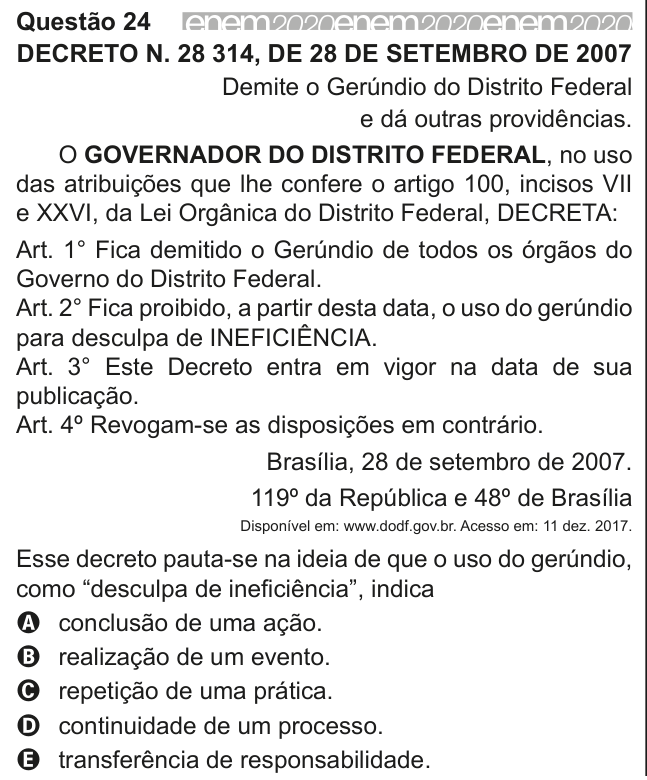 Questão 24 enem2020enem2020enem2020
DECRETO N. 28 314, DE 28 DE SETEMBRO DE 2007
Demite o Gerúndio do Distrito Federal
e dá outras providências.
O GOVERNADOR DO DISTRITO FEDERAL, no uso
das atribuições que lhe confere o artigo 100, incisos VII
e XXVI, da Lei Orgânica do Distrito Federal, DECRETA:
Art. 1° Fica demitido o Gerúndio de todos os órgãos do
Governo do Distrito Federal.
Art. 2° Fica proibido, a partir desta data, o uso do gerúndio
para desculpa de INEFICIÊNCIA.
Art. 3° Este Decreto entra em vigor na data de sua
publicação.
Art. 4º Revogam-se as disposições em contrário.
Brasília, 28 de setembro de 2007.
119º da República e 48º de Brasília
Disponível em: www.dodf.gov.br. Acesso em: 11 dez. 2017.
Esse decreto pauta-se na ideia de que o uso do gerúndio,
como “desculpa de ineficiência”, indica
A conclusão de uma ação.
B realização de um evento.
C repetição de uma prática.
D continuidade de um processo.
E transferência de responsabilidade.